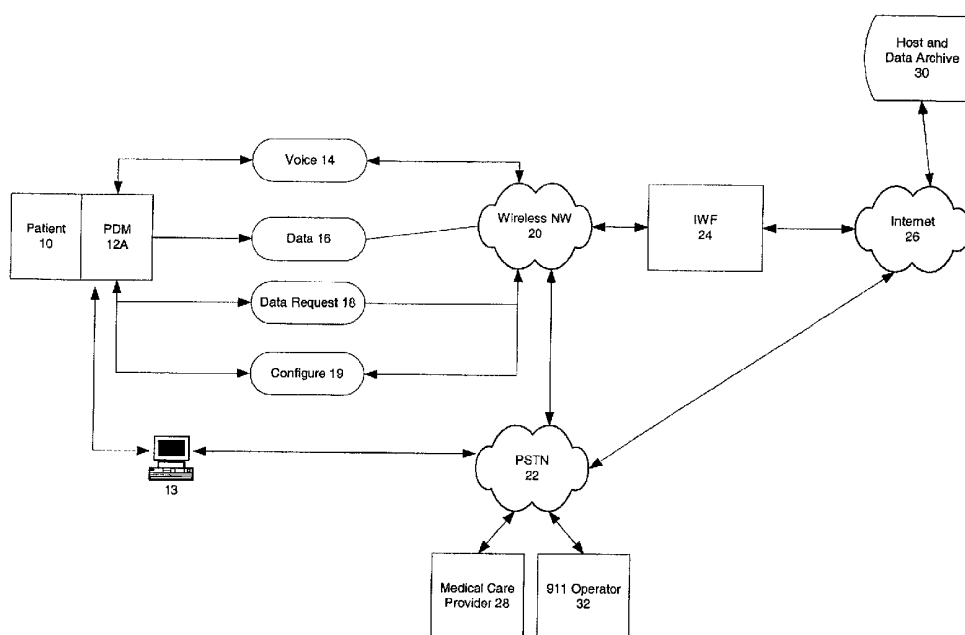 Host and
Data Archive
30
Voice 14
Patient
10
PDM
12A
Data 16
Wireless NW
20
IWF
24
Internet
26
Data Request 18
Configure 19
13
PSTN
22
Medical Care
Provider 28
911 Operator
32